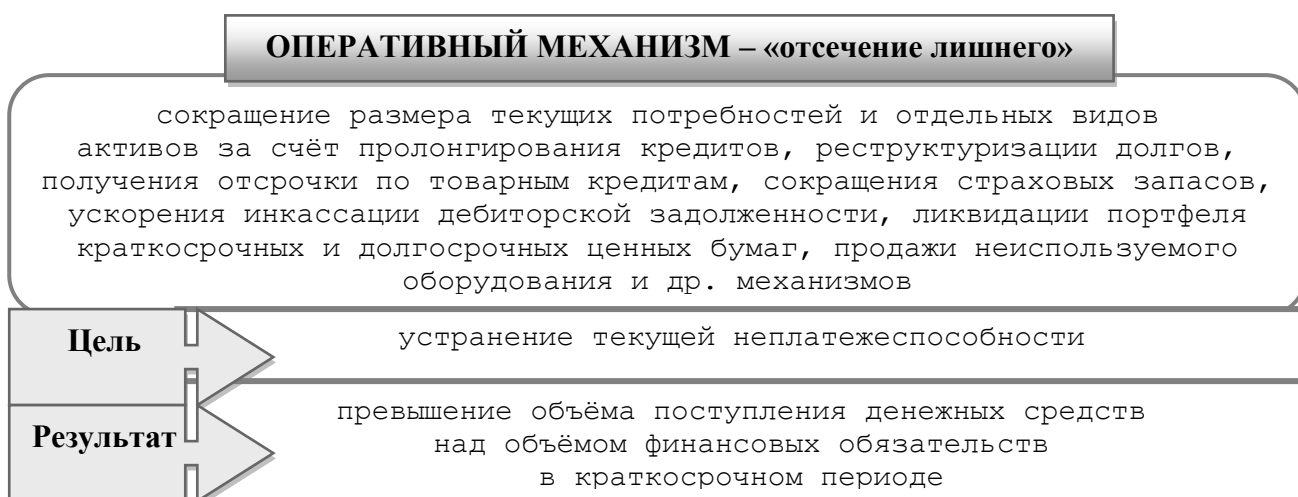 ОПЕРАТИВНЫЙ МЕХАНИЗМ – «отсечение лишнего»
сокращение размера текущих потребностей и отдельных видов
активов за счёт пролонгирования кредитов, реструктуризации долгов,
получения отсрочки по товарным кредитам, сокращения страховых запасов,
ускорения инкассации дебиторской задолженности, ликвидации портфеля
краткосрочных и долгосрочных ценных бумаг, продажи неиспользуемого
оборудования и др. механизмов
Цель
устранение текущей неплатежеспособности
Результат
превышение объёма поступления денежных средств
над объёмом финансовых обязательств
в краткосрочном периоде